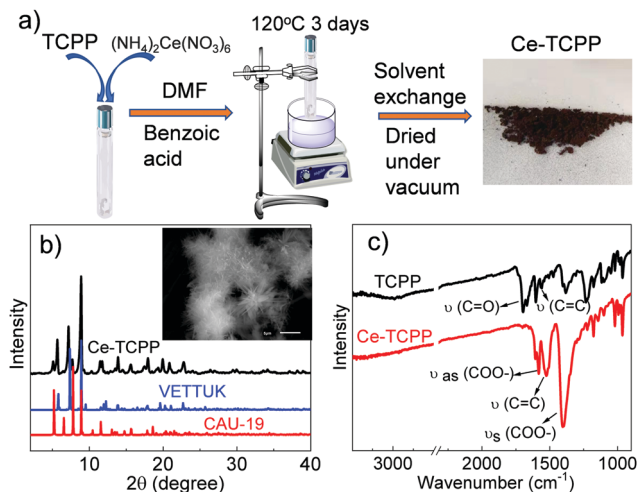 a)
TCPP
(NH₄)₂Ce(NO₃)₆
DMF
Benzoic
acid
120°C 3 days
Solvent
exchange
Dried
under
vacuum
Ce-TCPP
b)
Intensity
Ce-TCPP
VETTUK
CAU-19
10 20 30 40
2θ (degree)
c)
Intensity
TCPP
υ (C=O)
υ (C=C)
Ce-TCPP
υ as (COO-)
υ (C=C)
υs (COO-)
3000 2000 1500 1000
Wavenumber (cm⁻¹)